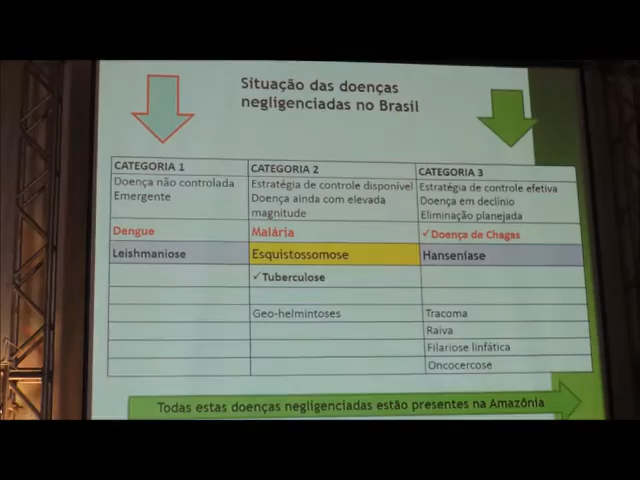 Situação das doenças
negligenciadas no Brasil
CATEGORIA 1 CATEGORIA 2 CATEGORIA 3
Doença não controlada Estratégia de controle disponível Estratégia de controle efetiva
Emergente Doença ainda com elevada Doença em declínio
magnitude Eliminação planejada
Dengue Malária ✓Doença de Chagas
Leishmaniose Esquistossomose Hanseníase
✓Tuberculose
Geo-helmintoses Tracoma
Raiva
Filariose linfática
Oncocercose
Todas estas doenças negligenciadas estão presentes na Amazônia